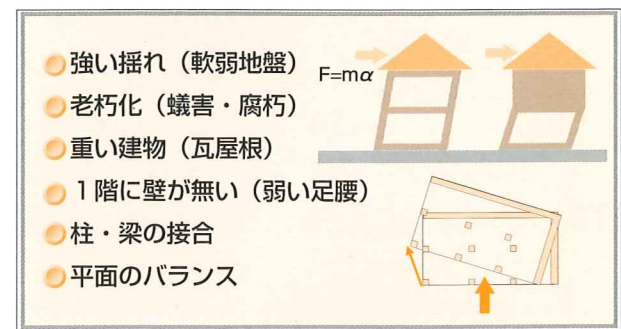 強い揺れ（軟弱地盤）
F=mα
老朽化（蟻害・腐朽）
重い建物（瓦屋根）
１階に壁が無い（弱い足腰）
柱・梁の接合
平面のバランス